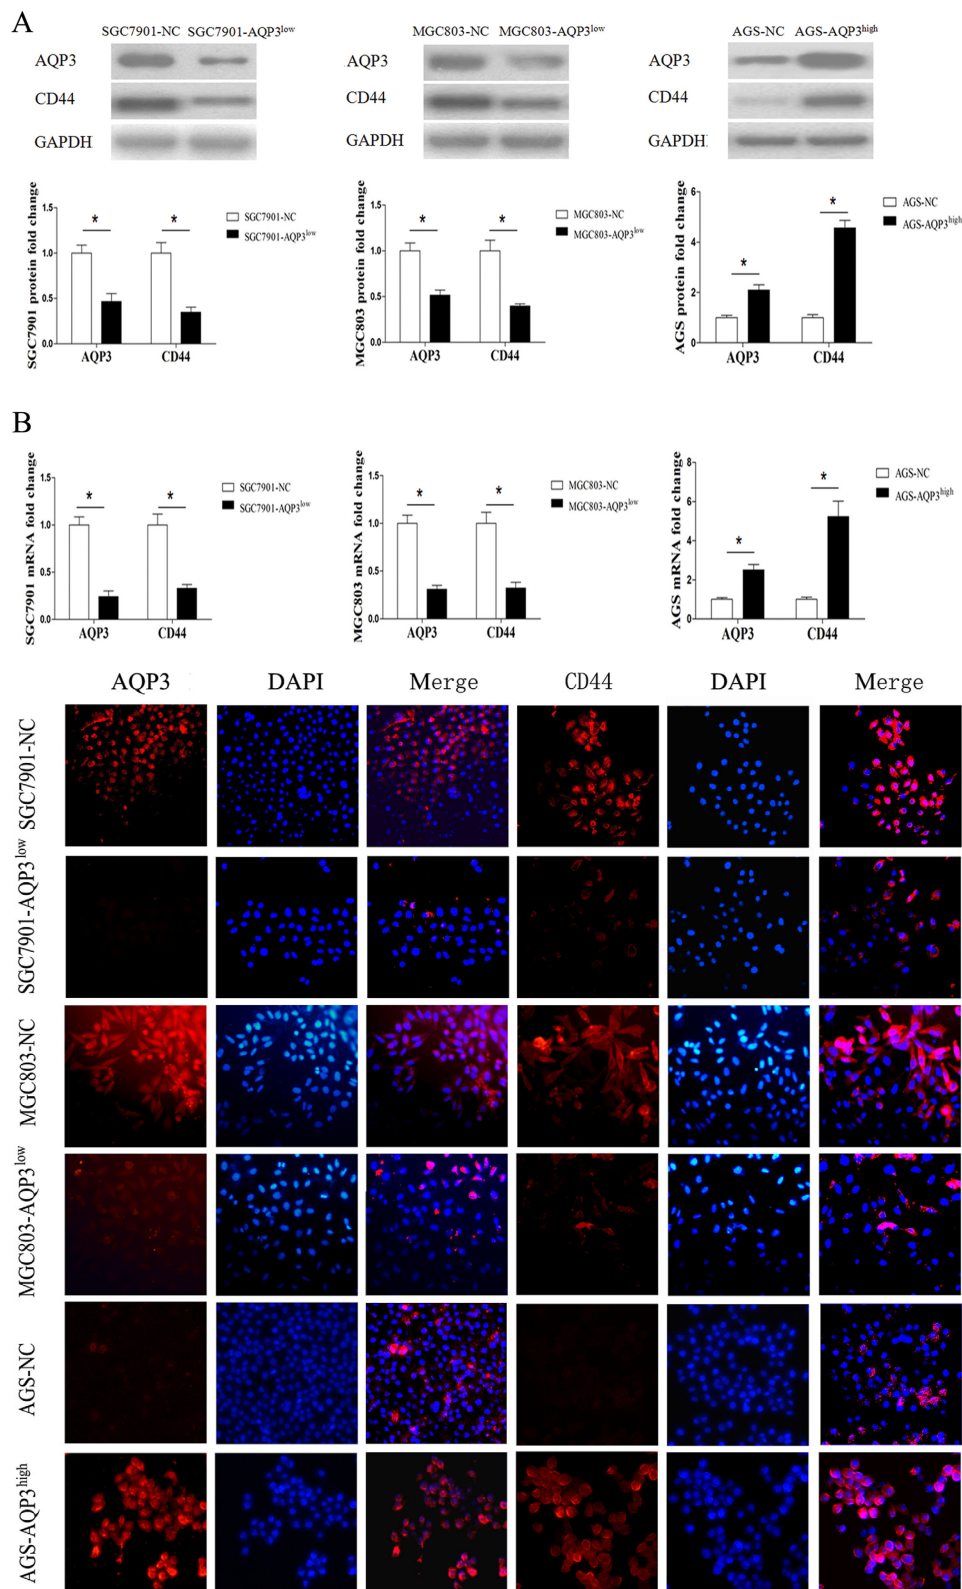 A
SGC7901-NC SGC7901-AQP3low
AQP3
CD44
GAPDH
MGC803-NC MGC803-AQP3low
AQP3
CD44
GAPDH
AGS-NC AGS-AQP3high
AQP3
CD44
GAPDH
SGC7901 protein fold change
1.5
1.0
0.5
0.0
* *
AQP3 CD44
SGC7901-NC
SGC7901-AQP3low
MGC803 protein fold change
1.5
1.0
0.5
0.0
* *
AQP3 CD44
MGC803-NC
MGC803-AQP3low
AGS protein fold change
6
4
2
0
* *
AQP3 CD44
AGS-NC
AGS-AQP3high
B
SGC7901 mRNA fold change
1.5
1.0
0.5
0.0
* *
AQP3 CD44
SGC7901-NC
SGC7901-AQP3low
MGC803 mRNA fold change
1.5
1.0
0.5
0.0
* *
AQP3 CD44
MGC803-NC
MGC803-AQP3low
AGS mRNA fold change
8
6
4
2
0
* *
AQP3 CD44
AGS-NC
AGS-AQP3high
AQP3 DAPI Merge CD44 DAPI Merge
SGC7901-NC
SGC7901-AQP3low
MGC803-NC
MGC803-AQP3low
AGS-NC
AGS-AQP3high